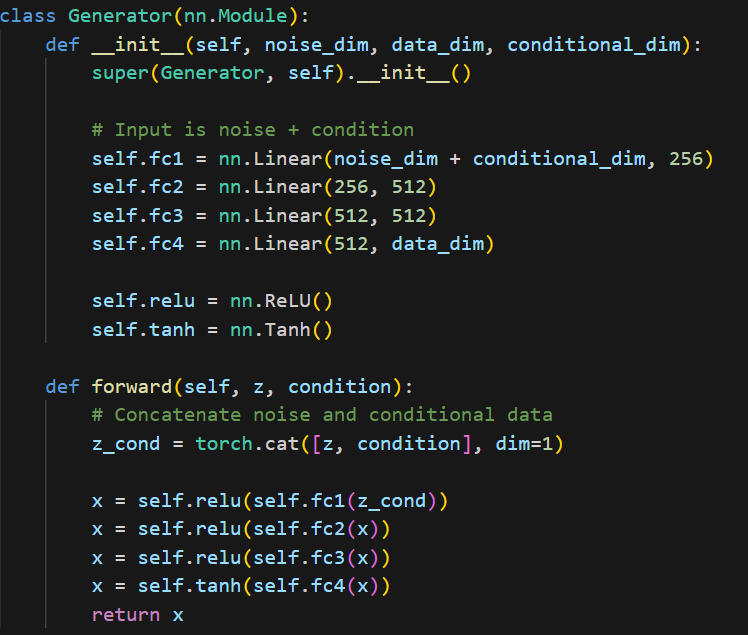 class Generator(nn.Module):
    def __init__(self, noise_dim, data_dim, conditional_dim):
        super(Generator, self).__init__()

        # Input is noise + condition
        self.fc1 = nn.Linear(noise_dim + conditional_dim, 256)
        self.fc2 = nn.Linear(256, 512)
        self.fc3 = nn.Linear(512, 512)
        self.fc4 = nn.Linear(512, data_dim)

        self.relu = nn.ReLU()
        self.tanh = nn.Tanh()

    def forward(self, z, condition):
        # Concatenate noise and conditional data
        z_cond = torch.cat([z, condition], dim=1)

        x = self.relu(self.fc1(z_cond))
        x = self.relu(self.fc2(x))
        x = self.relu(self.fc3(x))
        x = self.tanh(self.fc4(x))
        return x